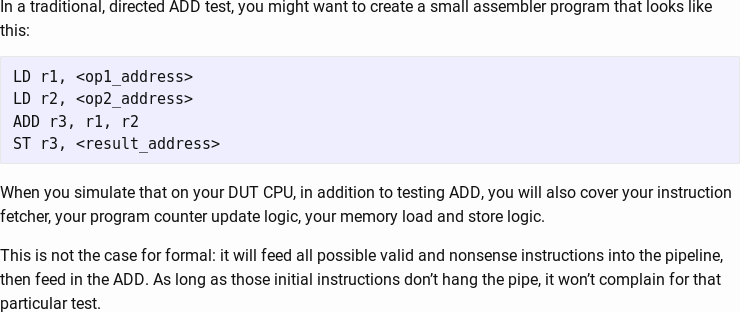 In a traditional, directed ADD test, you might want to create a small assembler program that looks like
this:
LD r1, <op1_address>
LD r2, <op2_address>
ADD r3, r1, r2
ST r3, <result_address>
When you simulate that on your DUT CPU, in addition to testing ADD, you will also cover your instruction
fetcher, your program counter update logic, your memory load and store logic.
This is not the case for formal: it will feed all possible valid and nonsense instructions into the pipeline,
then feed in the ADD. As long as those initial instructions don’t hang the pipe, it won’t complain for that
particular test.